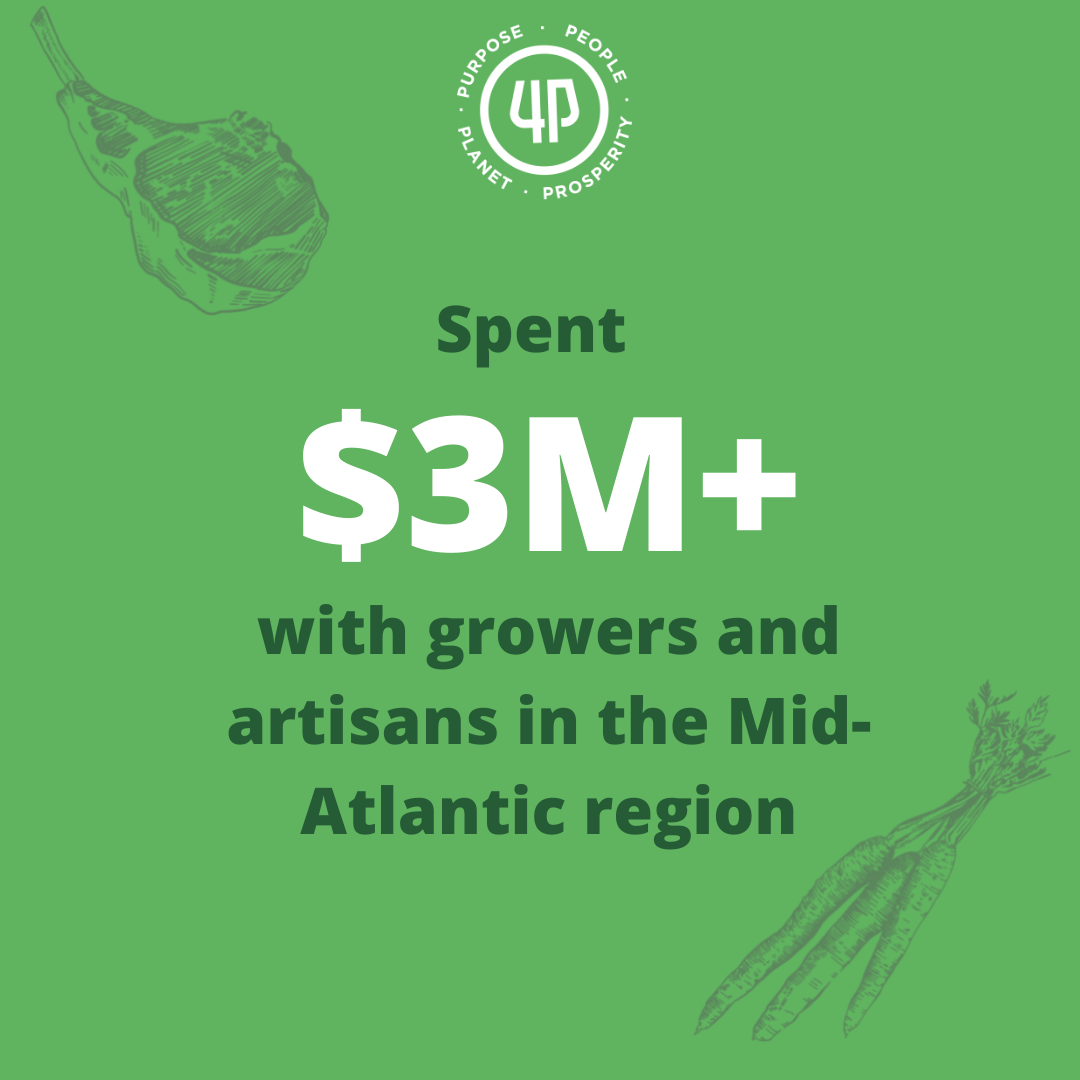 PURPOSE · PEOPLE · PROSPERITY · PLANET ·
4P
Spent
$3M+
with growers and
artisans in the Mid-
Atlantic region